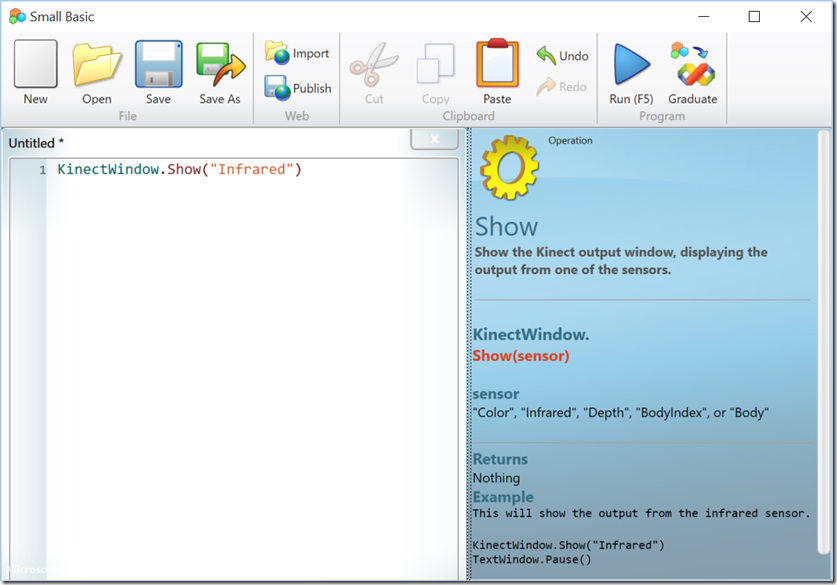 Small Basic
New
Open
Save
Save As
Import
Publish
Cut
Copy
Paste
Undo
Redo
Run (F5)
Graduate
File
Web
Clipboard
Program
Untitled *
1 KinectWindow.Show("Infrared")
Operation
Show
Show the Kinect output window, displaying the
output from one of the sensors.
KinectWindow.
Show(sensor)
sensor
"Color", "Infrared", "Depth", "BodyIndex", or "Body"
Returns
Nothing
Example
This will show the output from the infrared sensor.
KinectWindow.Show("Infrared")
TextWindow.Pause()